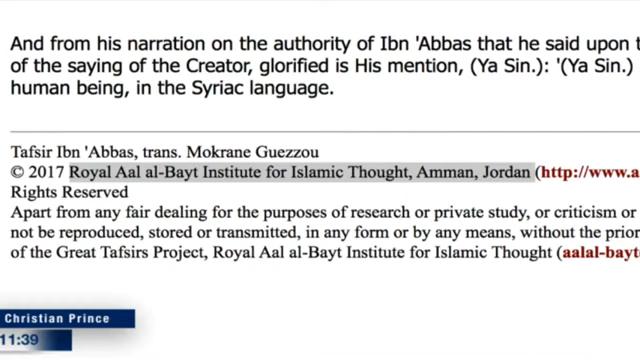 And from his narration on the authority of Ibn 'Abbas that he said upon
of the saying of the Creator, glorified is His mention, (Ya Sin.): '(Ya Sin.)
human being, in the Syriac language.
Tafsir Ibn 'Abbas, trans. Mokrane Guezzou
© 2017 Royal Aal al-Bayt Institute for Islamic Thought, Amman, Jordan (http://www.a
Rights Reserved
Apart from any fair dealing for the purposes of research or private study, or criticism or
not be reproduced, stored or transmitted, in any form or by any means, without the prior
of the Great Tafsirs Project, Royal Aal al-Bayt Institute for Islamic Thought (aalal-bayt
Christian Prince
11:39